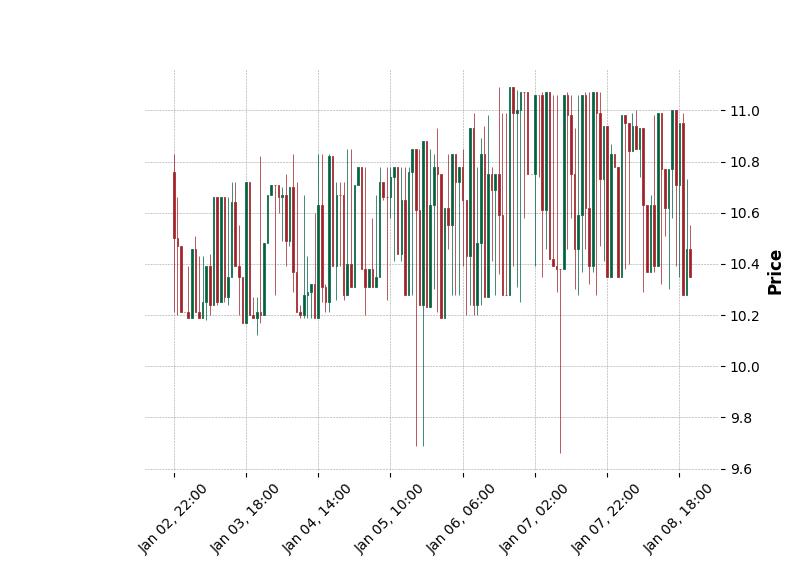 11.0
10.8
10.6
10.4
10.2
10.0
9.8
9.6
Price
Jan 02, 22:00
Jan 03, 18:00
Jan 04, 14:00
Jan 05, 10:00
Jan 06, 06:00
Jan 07, 02:00
Jan 07, 22:00
Jan 08, 18:00